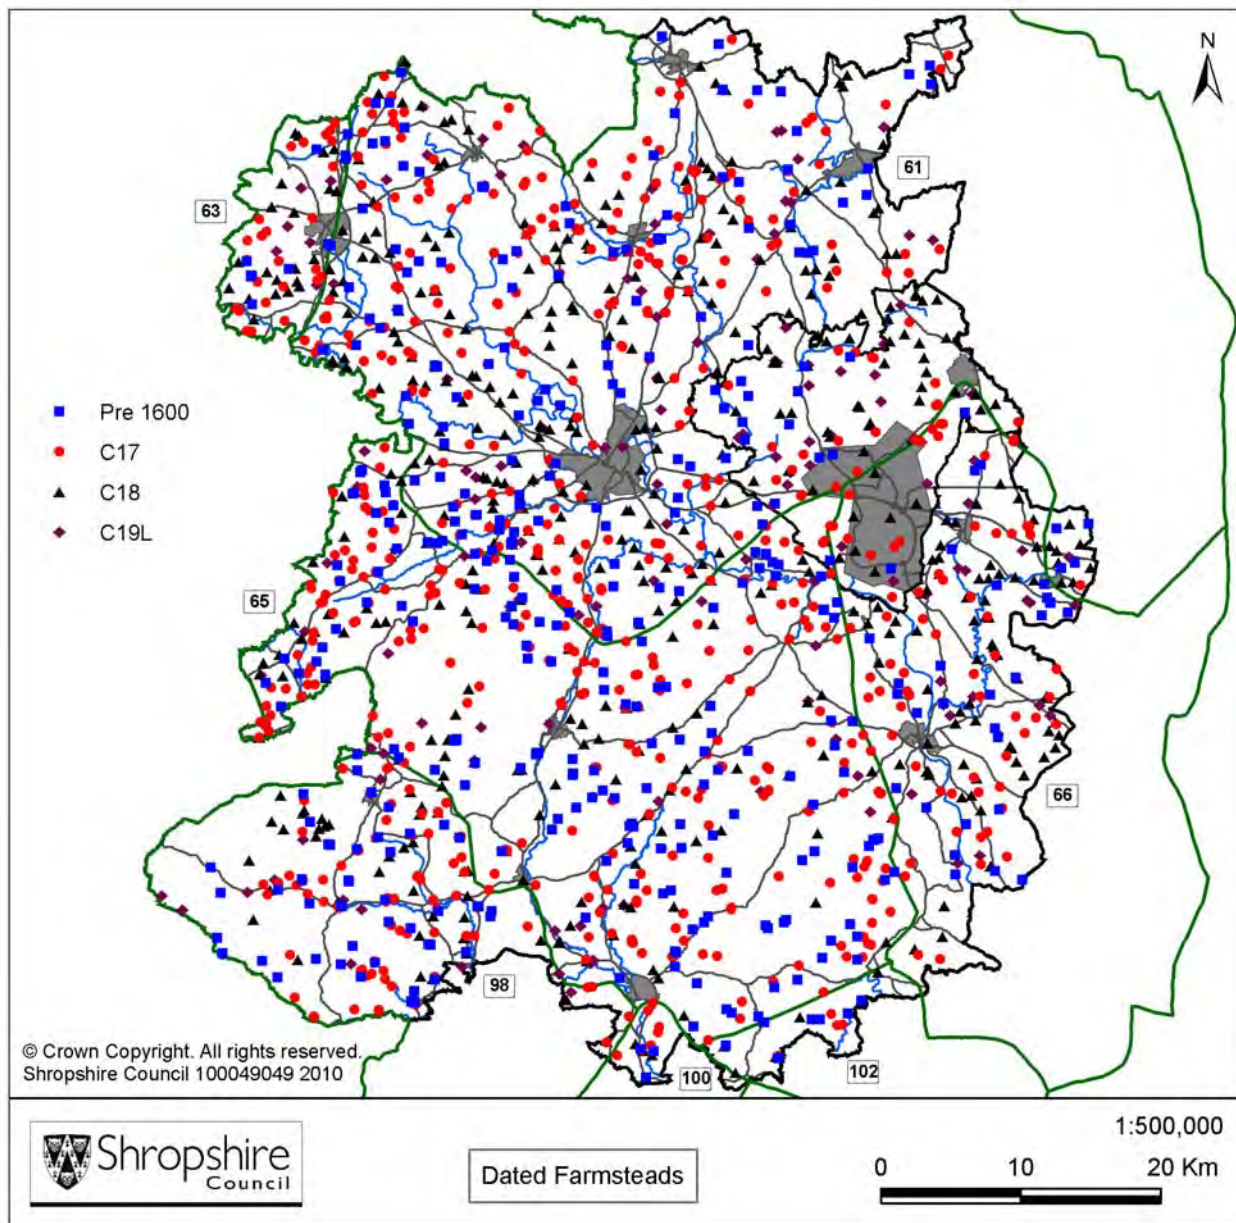 N
61
63
Pre 1600
C17
C18
C19L
65
66
98
100
102
© Crown Copyright. All rights reserved.
Shropshire Council 100049049 2010
Shropshire
Council
Dated Farmsteads
1:500,000
0 10 20 Km